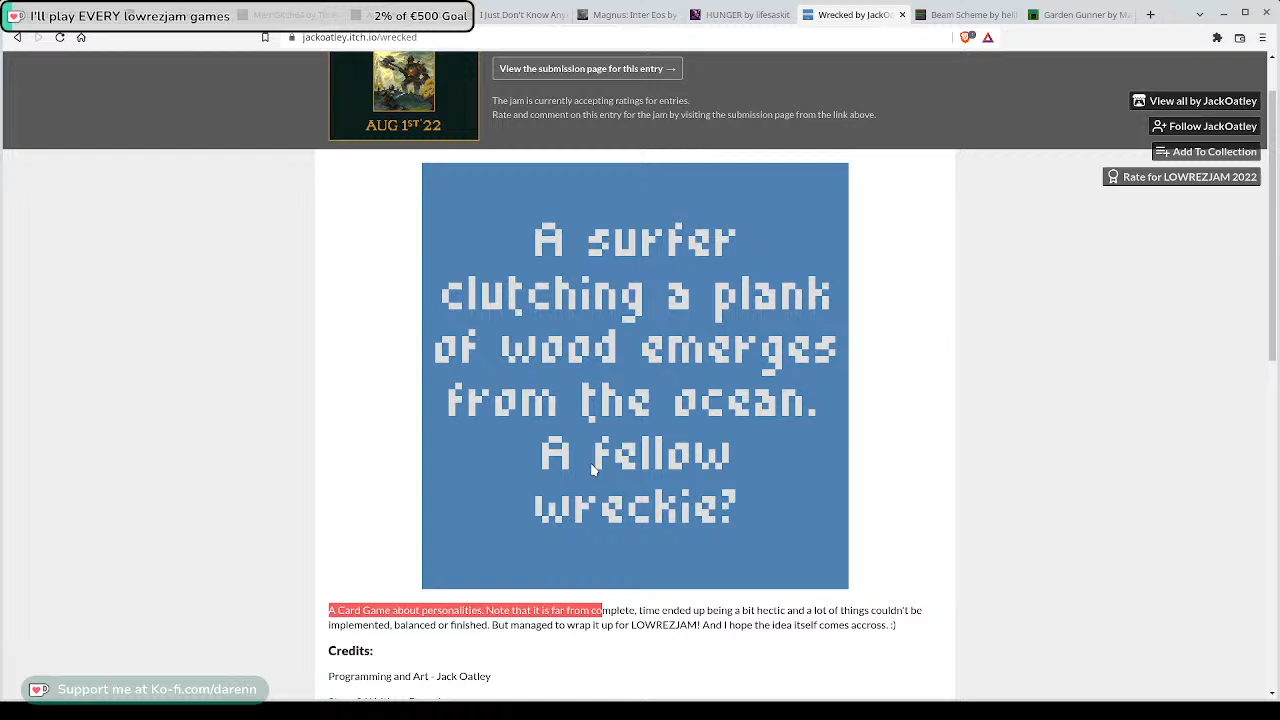 I'll play EVERY lowrezjam games
2% of €500 Goal
I Just Don't Know Any
Magnus: Inter Eos by
HUNGER by lifesaskit
Wrecked by JackO
Beam Scheme by hell
Garden Gunner by Ma
jackoatley.itch.io/wrecked
View the submission page for this entry →
The jam is currently accepting ratings for entries.
Rate and comment on this entry for the jam by visiting the submission page from the link above.
AUG 1ST '22
View all by JackOatley
Follow JackOatley
Add To Collection
Rate for LOWREZJAM 2022
A surfer
clutching a plank
of wood emerges
from the ocean.
A fellow
wreckie?
A Card Game about personalities. Note that it is far from complete, time ended up being a bit hectic and a lot of things couldn't be
implemented, balanced or finished. But managed to wrap it up for LOWREZJAM! And I hope the idea itself comes accross. :)
Credits:
Programming and Art - Jack Oatley
Support me at Ko-fi.com/darenn